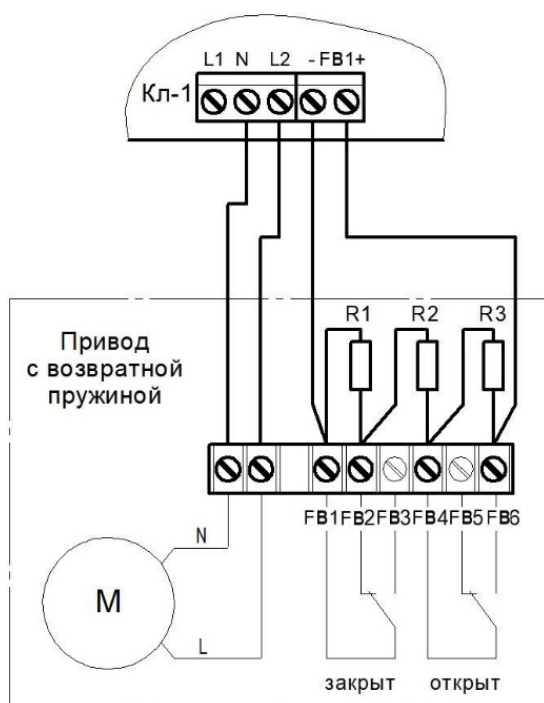 L1 N L2 -FB1+
Кл-1
R1 R2 R3
Привод
с возвратной
пружиной
FB1 FB2 FB3 FB4 FB5 FB6
N
M
L
закрыт открыт